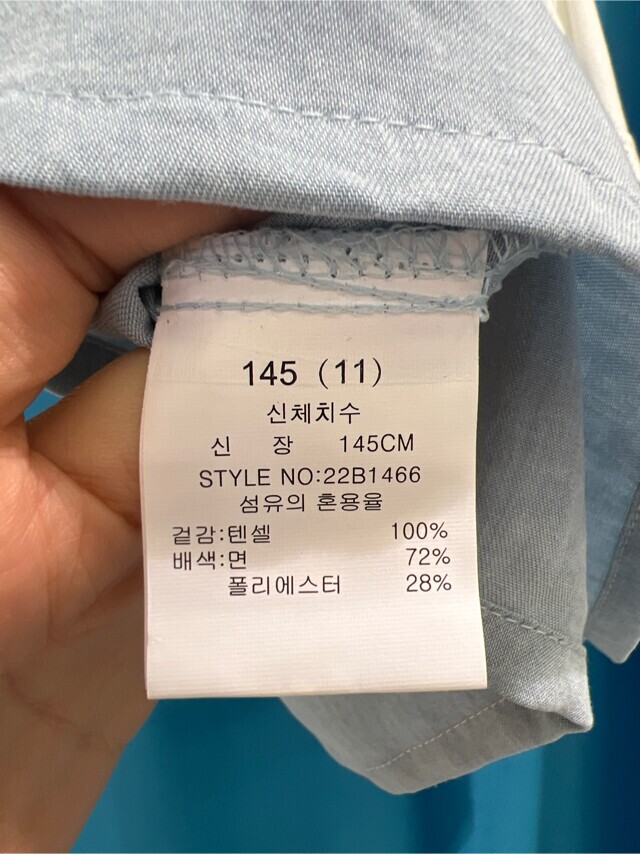 145 (11)
신체치수
신 장 145CM
STYLE NO:22B1466
섬유의 혼용율
겉감:텐셀 100%
배색:면 72%
폴리에스터 28%